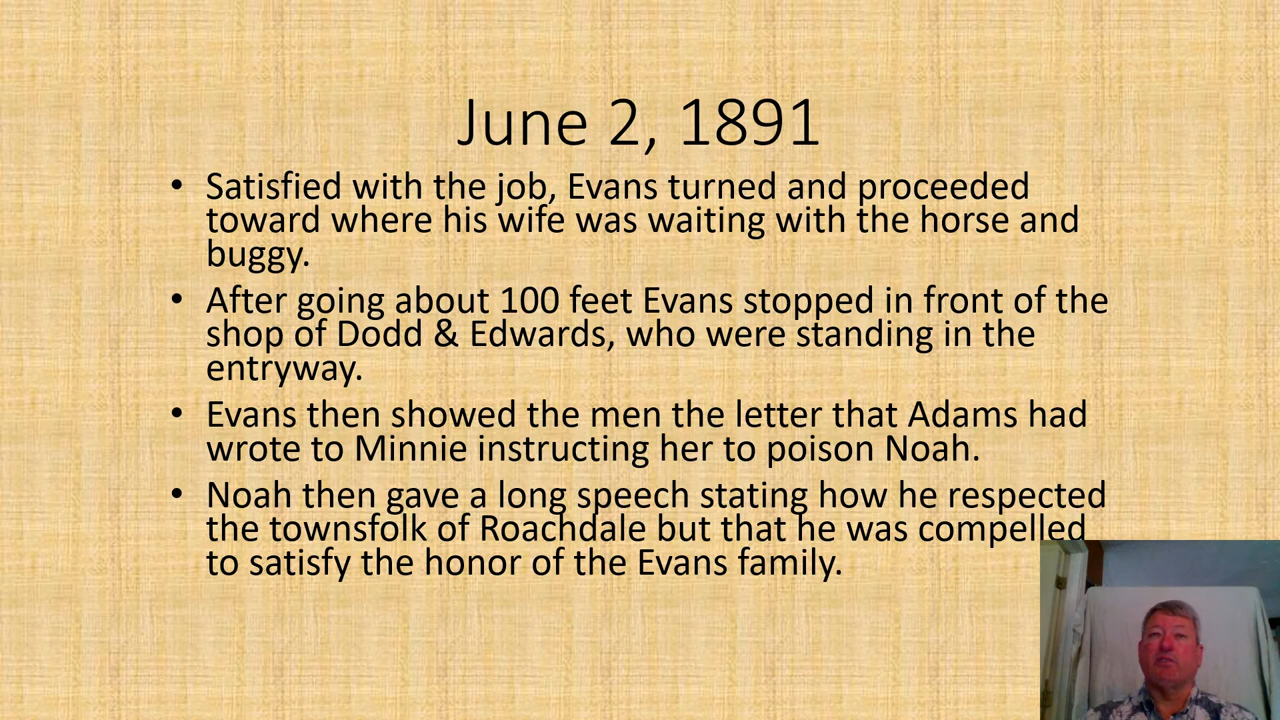 June 2, 1891
• Satisfied with the job, Evans turned and proceeded
toward where his wife was waiting with the horse and
buggy.
• After going about 100 feet Evans stopped in front of the
shop of Dodd & Edwards, who were standing in the
entryway.
• Evans then showed the men the letter that Adams had
wrote to Minnie instructing her to poison Noah.
• Noah then gave a long speech stating how he respected
the townsfolk of Roachdale but that he was compelled
to satisfy the honor of the Evans family.